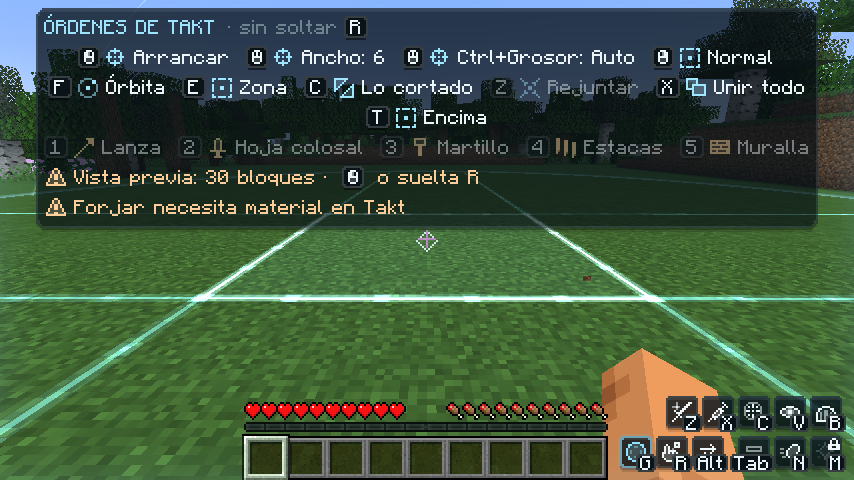 ÓRDENES DE TAKT · sin soltar R
Arrancar Ancho: 6 Ctrl+Grosor: Auto Normal
F Órbita E Zona C Lo cortado Z Rejuntar X Unir todo
T Encima
1 Lanza 2 Hoja colosal 3 Martillo 4 Estacas 5 Muralla
Vista previa: 30 bloques · o suelta R
Forjar necesita material en Takt
Z X C V B
G R Alt Tab N M